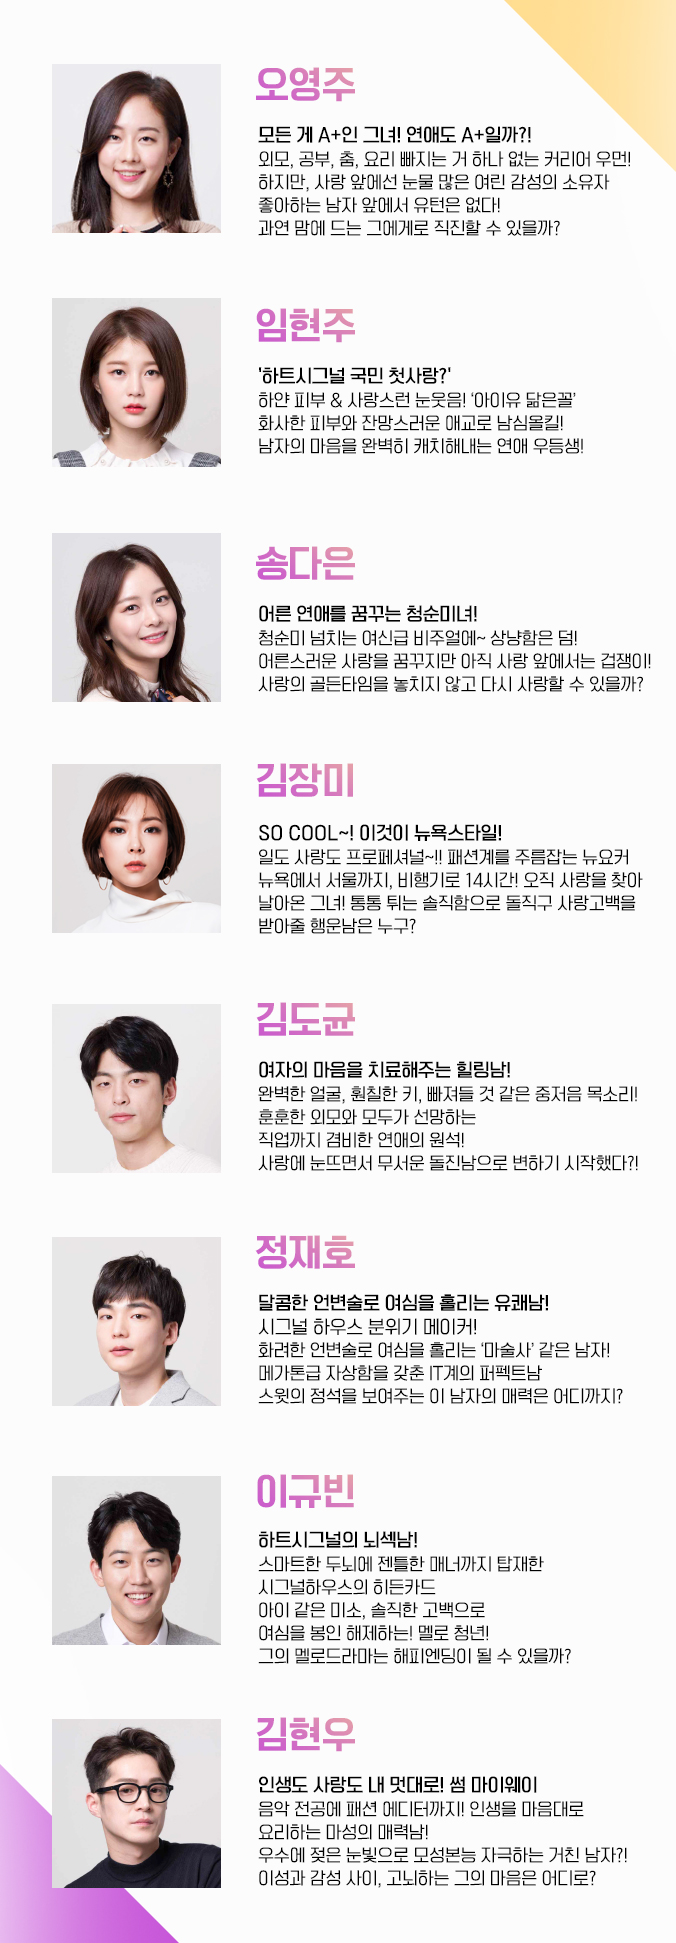 오영주
모든 게 A+인 그녀! 연애도 A+일까?!
외모, 공부, 춤, 요리 빠지는 거 하나 없는 커리어 우먼!
하지만, 사랑 앞에선 눈물 많은 여린 감성의 소유자
좋아하는 남자 앞에서 유턴은 없다!
과연 맘에 드는 그에게로 직진할 수 있을까?
임현주
'하트시그널 국민 첫사랑?'
하얀 피부 & 사랑스런 눈웃음! ‘아이유 닮은꼴’
화사한 피부와 잔망스러운 애교로 남심올킬!
남자의 마음을 완벽히 캐치해내는 연애 우등생!
송다은
어른 연애를 꿈꾸는 청순미녀!
청순미 넘치는 여신급 비주얼에~ 상냥함은 덤!
어른스러운 사랑을 꿈꾸지만 아직 사랑 앞에서는 겁쟁이!
사랑의 골든타임을 놓치지 않고 다시 사랑할 수 있을까?
김장미
SO COOL~! 이것이 뉴욕스타일!
일도 사랑도 프로페셔널~!! 패션계를 주름잡는 뉴요커
뉴욕에서 서울까지, 비행기로 14시간! 오직 사랑을 찾아
날아온 그녀! 통통 튀는 솔직함으로 돌직구 사랑고백을
받아줄 행운남은 누구?
김도균
여자의 마음을 치료해주는 힐링남!
완벽한 얼굴, 훤칠한 키, 빠져들 것 같은 중저음 목소리!
훈훈한 외모와 모두가 선망하는
직업까지 겸비한 연애의 원석!
사랑에 눈뜨면서 무서운 돌진남으로 변하기 시작했다?!
정재호
달콤한 언변술로 여심을 홀리는 유쾌남!
시그널 하우스 분위기 메이커!
화려한 언변술로 여심을 홀리는 ‘마술사’ 같은 남자!
메가톤급 자상함을 갖춘 IT계의 퍼펙트남
스윗의 정석을 보여주는 이 남자의 매력은 어디까지?
이규빈
하트시그널의 뇌섹남!
스마트한 두뇌에 젠틀한 매너까지 탑재한
시그널하우스의 히든카드
아이 같은 미소, 솔직한 고백으로
여심을 봉인 해제하는! 멜로 청년!
그의 멜로드라마는 해피엔딩이 될 수 있을까?
김현우
인생도 사랑도 내 멋대로! 썸 마이웨이
음악 전공에 패션 에디터까지! 인생을 마음대로
요리하는 마성의 매력남!
우수에 젖은 눈빛으로 모성본능 자극하는 거친 남자?!
이성과 감성 사이, 고뇌하는 그의 마음은 어디로?